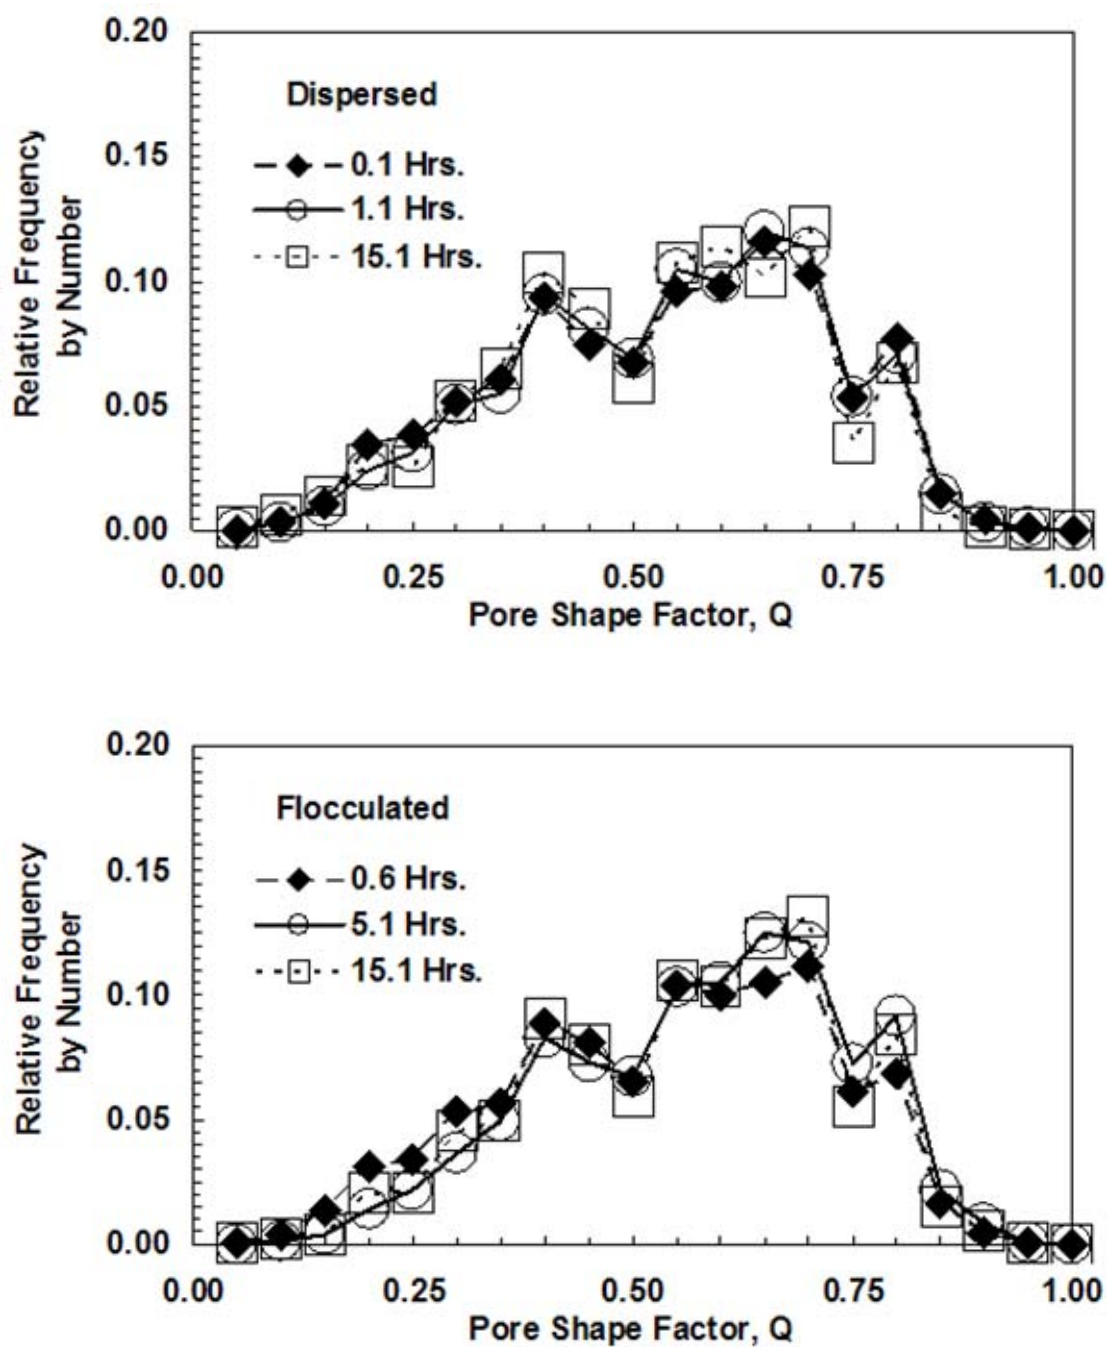 0.20
Dispersed
0.15
0.1 Hrs.
1.1 Hrs.
15.1 Hrs.
0.10
0.05
0.00
Relative Frequency
by Number
0.00 0.25 0.50 0.75 1.00
Pore Shape Factor, Q
0.20
Flocculated
0.15
0.6 Hrs.
5.1 Hrs.
15.1 Hrs.
0.10
0.05
0.00
Relative Frequency
by Number
0.00 0.25 0.50 0.75 1.00
Pore Shape Factor, Q